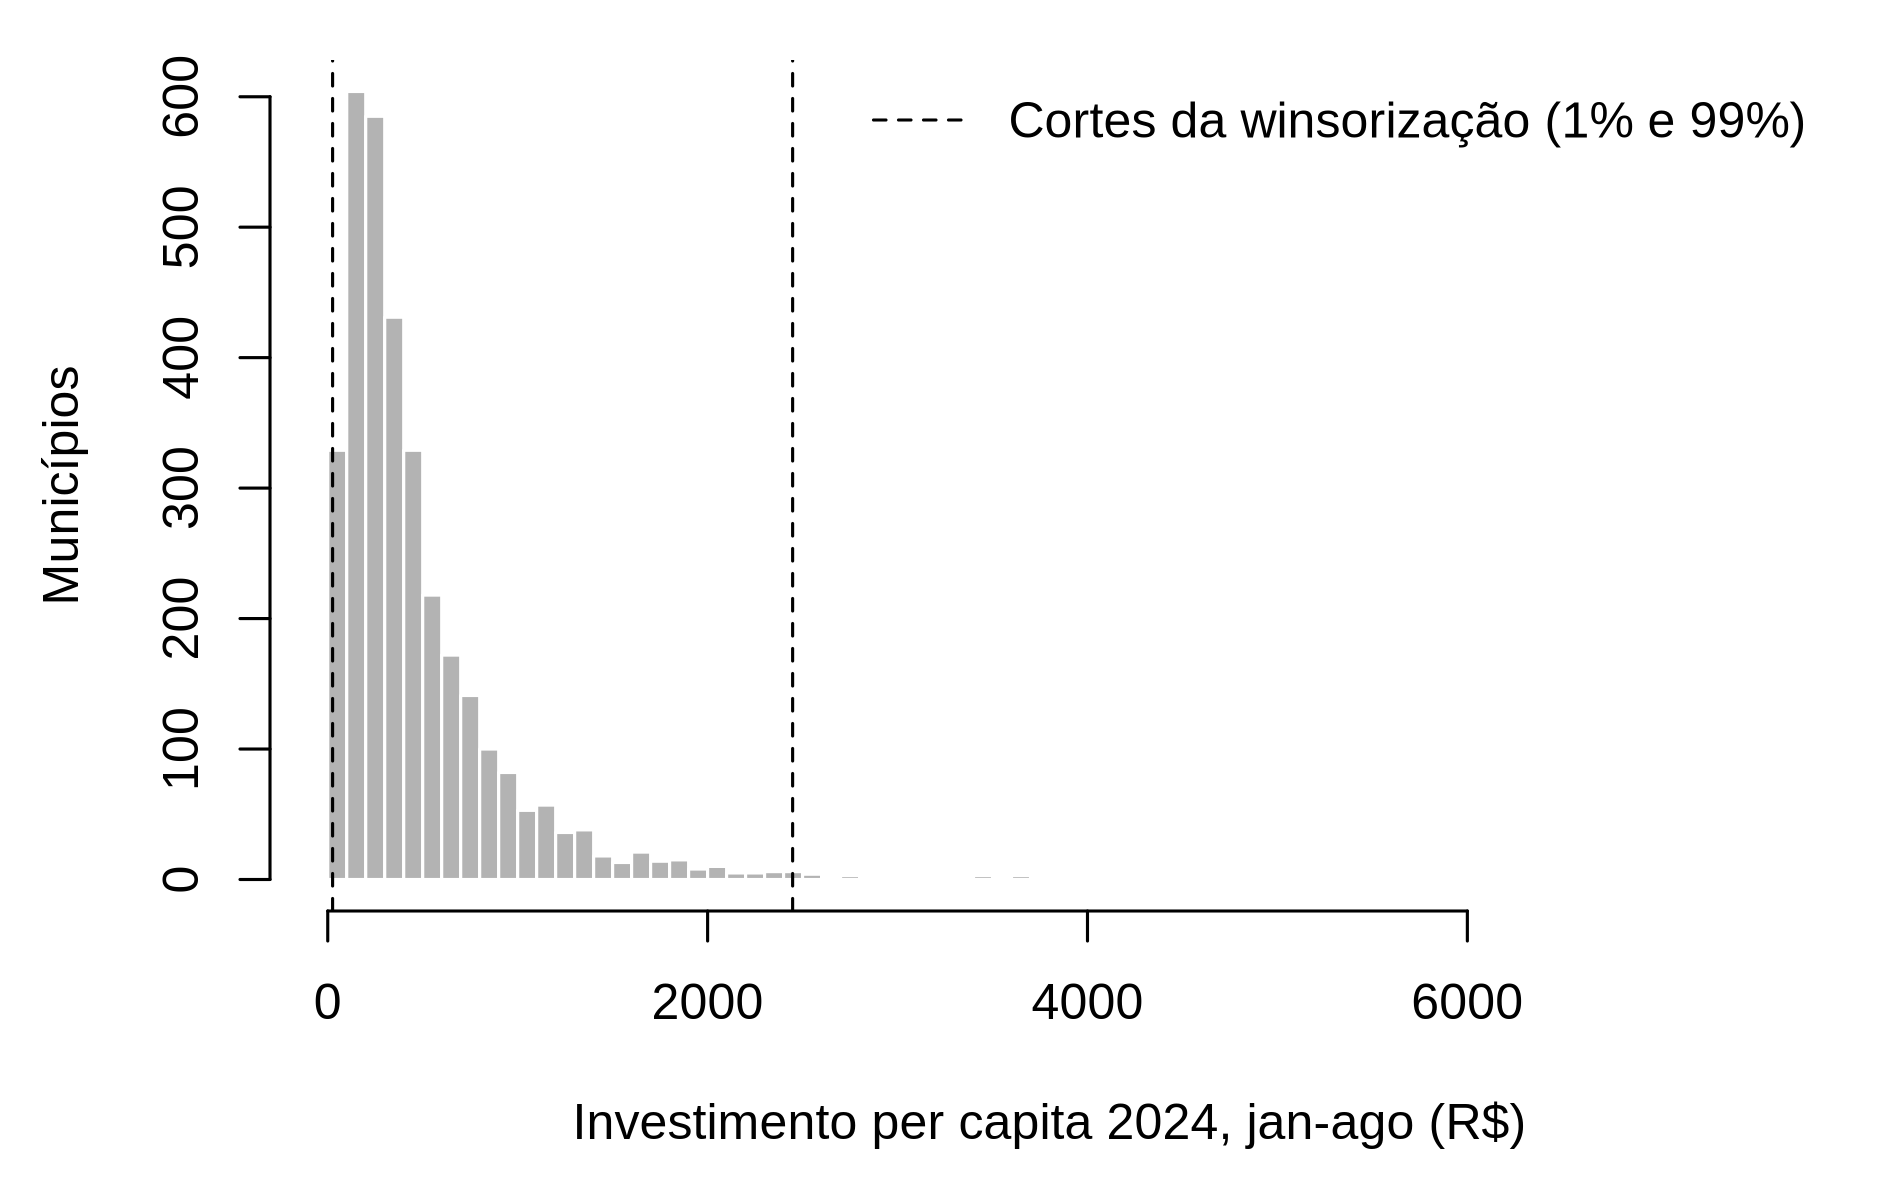 Cortes da winsorização (1% e 99%)
Municípios
600
500
400
300
200
100
0
0 2000 4000 6000
Investimento per capita 2024, jan-ago (R$)